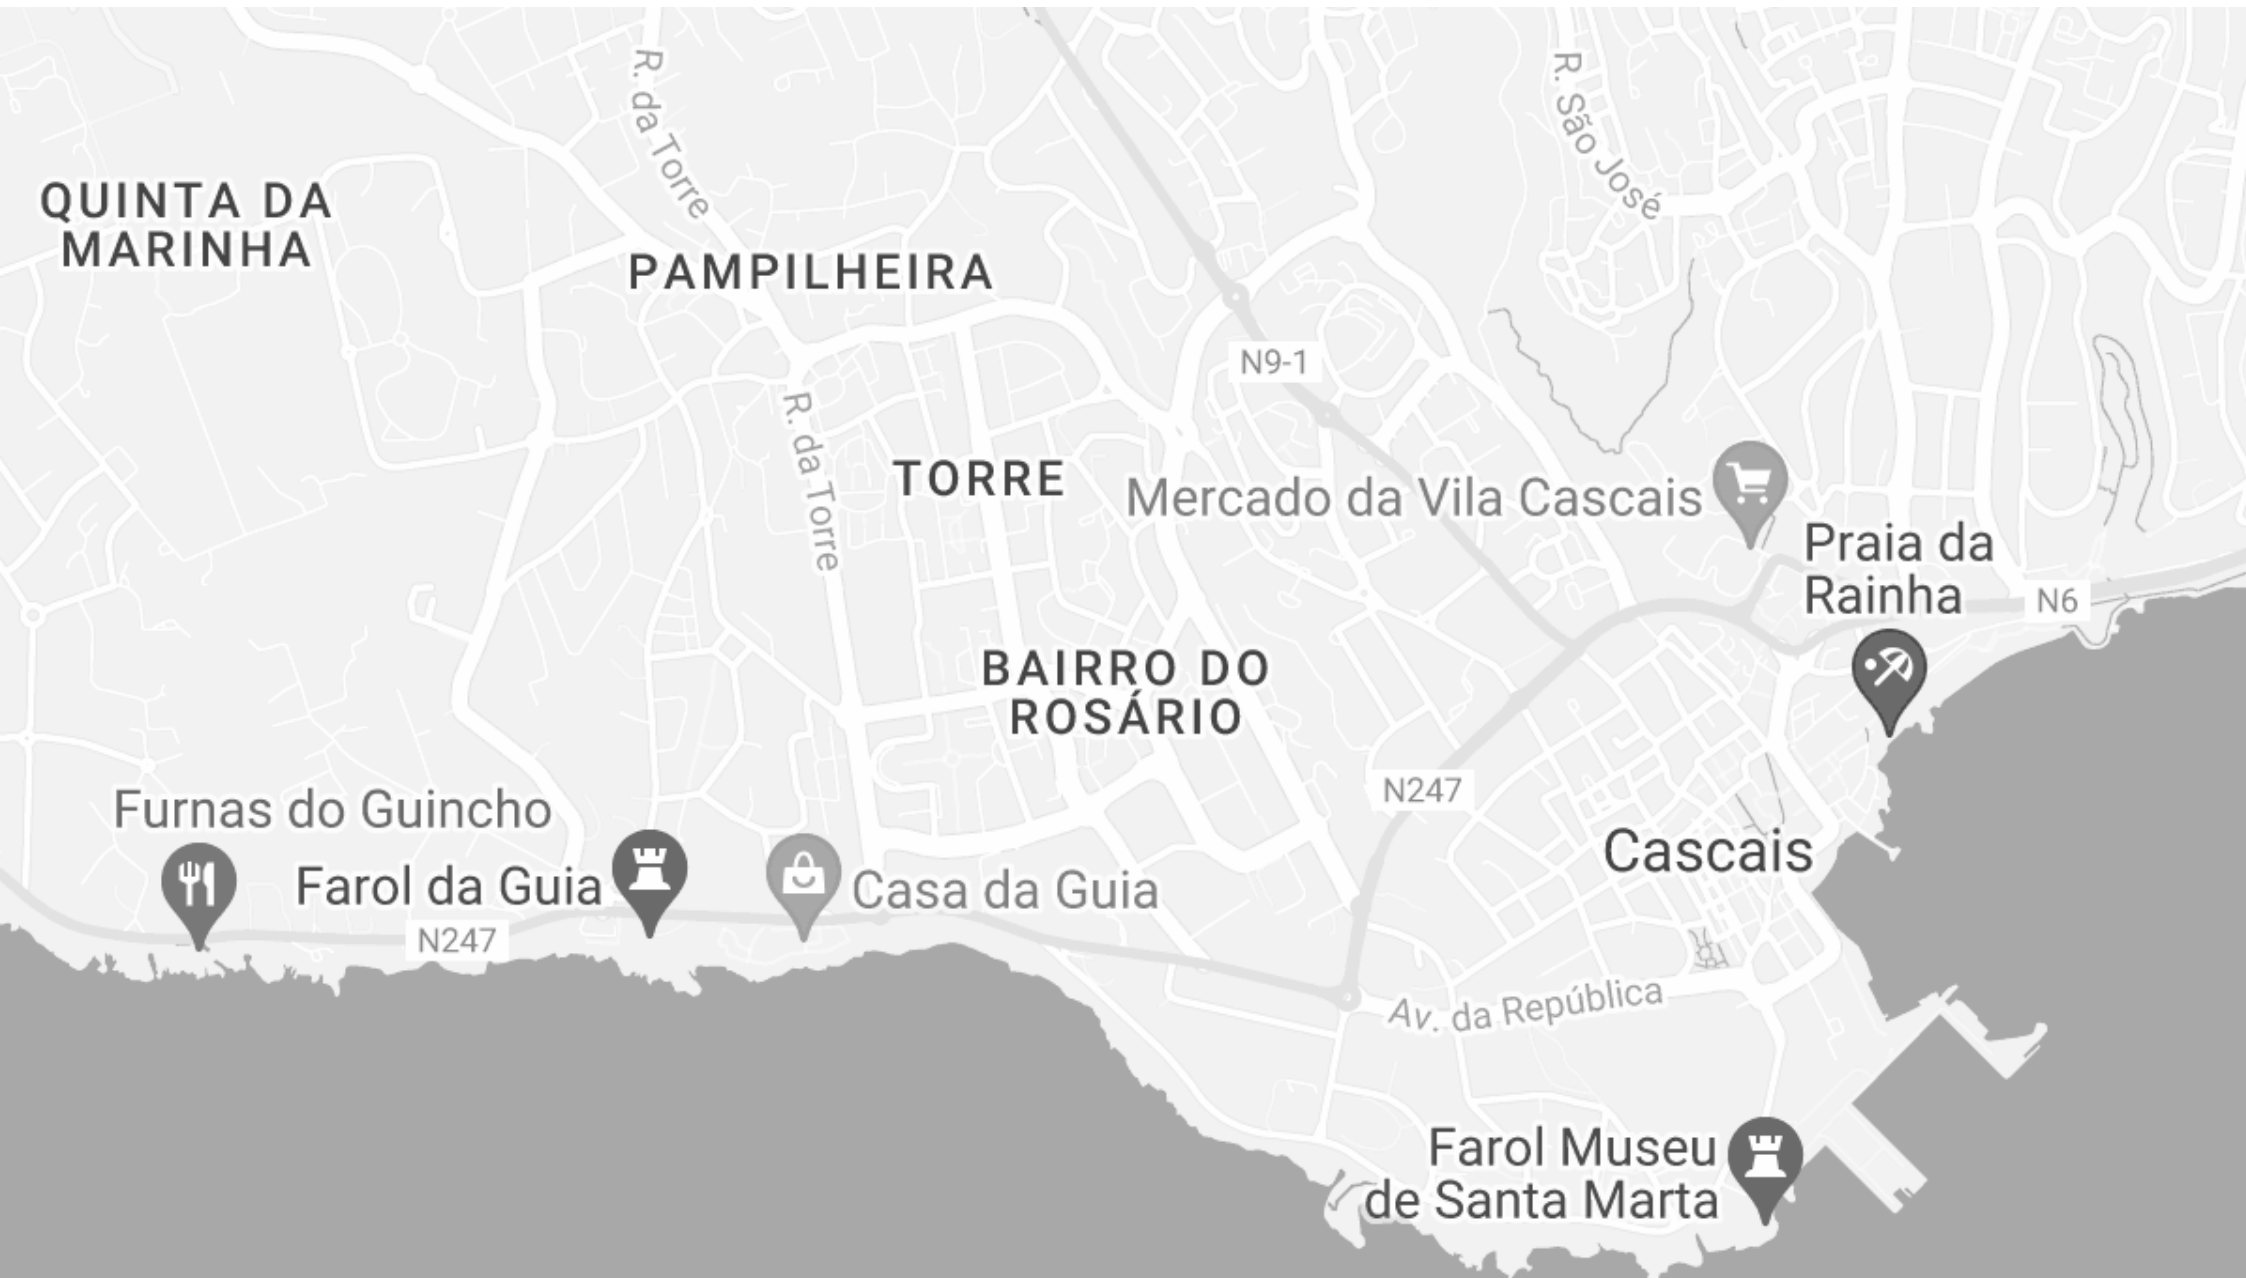 R. da Torre
R. São José
QUINTA DA
MARINHA
PAMPILHEIRA
N9-1
R. da Torre
TORRE
Mercado da Vila Cascais
Praia da
Rainha
N6
BAIRRO DO
ROSÁRIO
N247
Furnas do Guincho
Cascais
Farol da Guia
Casa da Guia
N247
Av. da República
Farol Museu
de Santa Marta